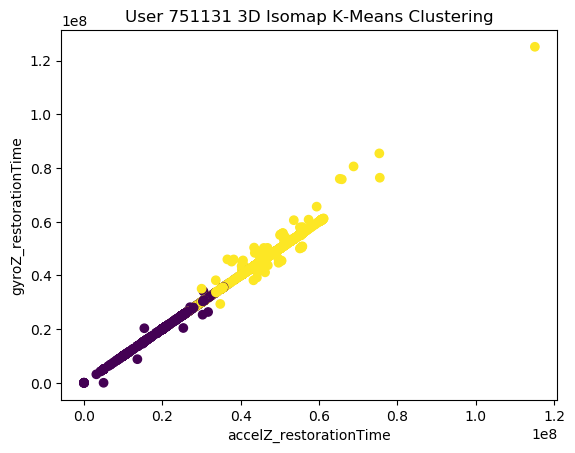 User 751131 3D Isomap K-Means Clustering
1e8
1.2
1.0
0.8
0.6
0.4
0.2
0.0
gyroZ_restorationTime
0.0 0.2 0.4 0.6 0.8 1.0 1.2
accelZ_restorationTime 1e8